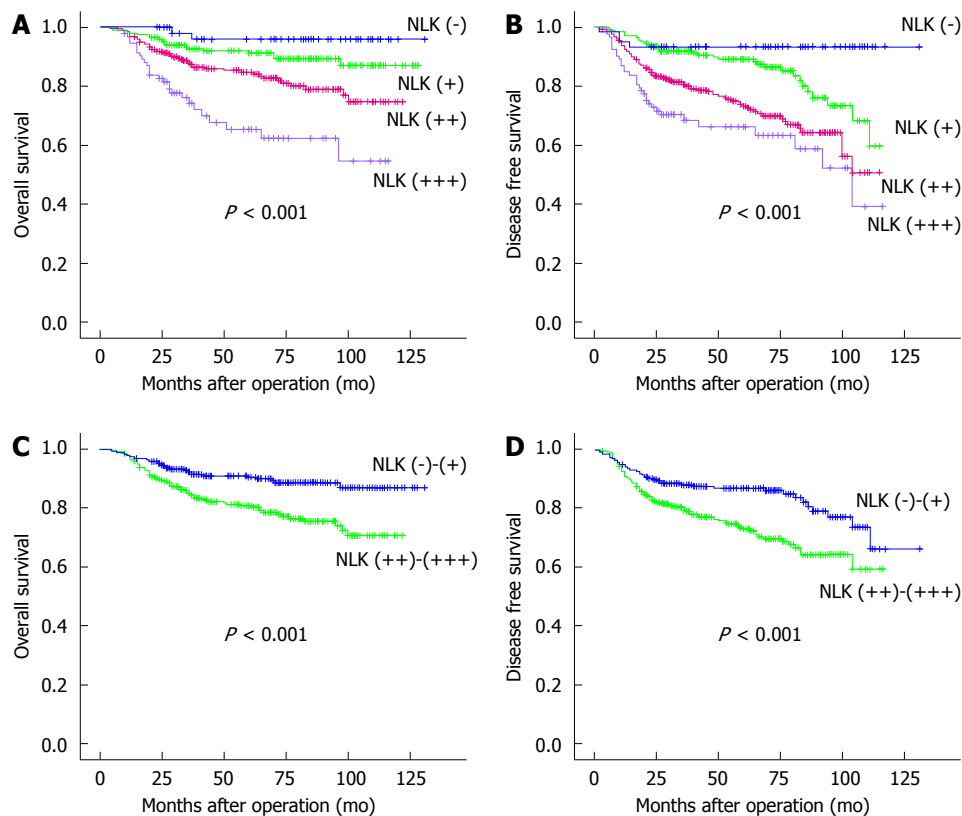 A
Overall survival
1.0
0.8
0.6
0.4
0.2
0.0
NLK (-)
NLK (+)
NLK (++)
NLK (+++)
P < 0.001
0 25 50 75 100 125
Months after operation (mo)
B
Disease free survival
1.0
0.8
0.6
0.4
0.2
0.0
NLK (-)
NLK (+)
NLK (++)
NLK (+++)
P < 0.001
0 25 50 75 100 125
Months after operation (mo)
C
Overall survival
1.0
0.8
0.6
0.4
0.2
0.0
NLK (-)-(+)
NLK (++)-(+++)
P < 0.001
0 25 50 75 100 125
Months after operation (mo)
D
Disease free survival
1.0
0.8
0.6
0.4
0.2
0.0
NLK (-)-(+)
NLK (++)-(+++)
P < 0.001
0 25 50 75 100 125
Months after operation (mo)